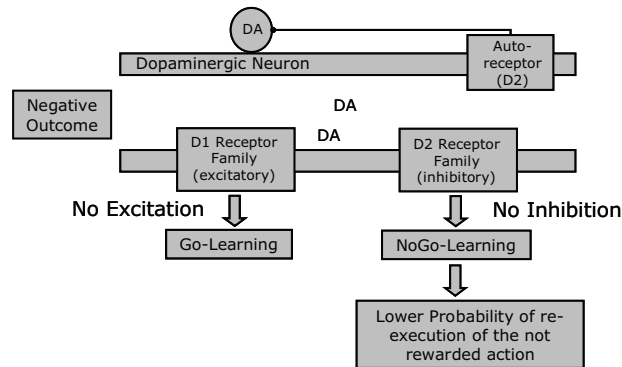 DA
Dopaminergic Neuron
Auto-
receptor
(D2)
Negative
Outcome
DA
DA
D1 Receptor
Family
(excitatory)
D2 Receptor
Family
(inhibitory)
No Excitation
No Inhibition
Go-Learning
NoGo-Learning
Lower Probability of re-
execution of the not
rewarded action